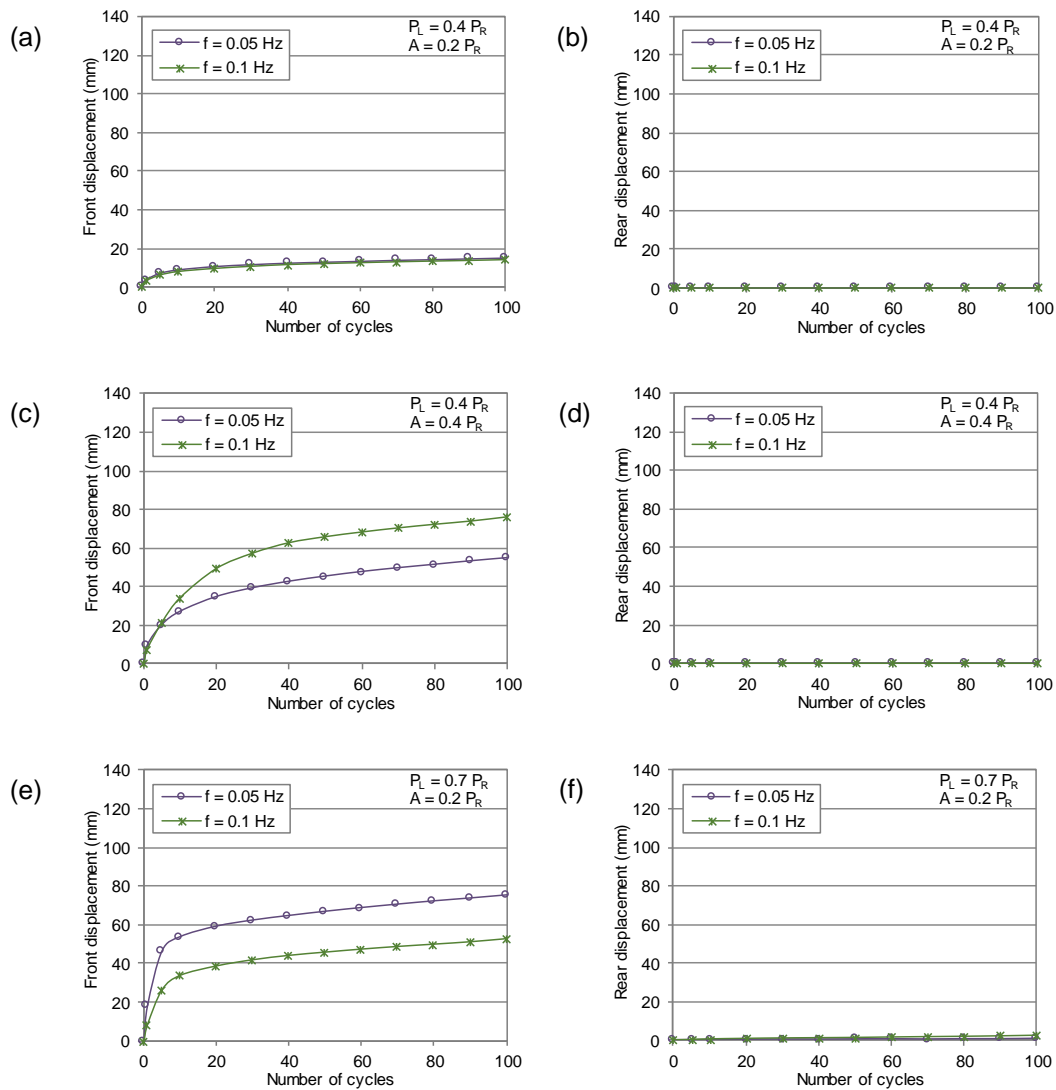 (a)
Front displacement (mm)
140
120
100
80
60
40
20
0
0 20 40 60 80 100
Number of cycles
f = 0.05 Hz
f = 0.1 Hz
P_L = 0.4 P_R
A = 0.2 P_R
(b)
Rear displacement (mm)
140
120
100
80
60
40
20
0
0 20 40 60 80 100
Number of cycles
f = 0.05 Hz
f = 0.1 Hz
P_L = 0.4 P_R
A = 0.2 P_R
(c)
Front displacement (mm)
140
120
100
80
60
40
20
0
0 20 40 60 80 100
Number of cycles
f = 0.05 Hz
f = 0.1 Hz
P_L = 0.4 P_R
A = 0.4 P_R
(d)
Rear displacement (mm)
140
120
100
80
60
40
20
0
0 20 40 60 80 100
Number of cycles
f = 0.05 Hz
f = 0.1 Hz
P_L = 0.4 P_R
A = 0.4 P_R
(e)
Front displacement (mm)
140
120
100
80
60
40
20
0
0 20 40 60 80 100
Number of cycles
f = 0.05 Hz
f = 0.1 Hz
P_L = 0.7 P_R
A = 0.2 P_R
(f)
Rear displacement (mm)
140
120
100
80
60
40
20
0
0 20 40 60 80 100
Number of cycles
f = 0.05 Hz
f = 0.1 Hz
P_L = 0.7 P_R
A = 0.2 P_R